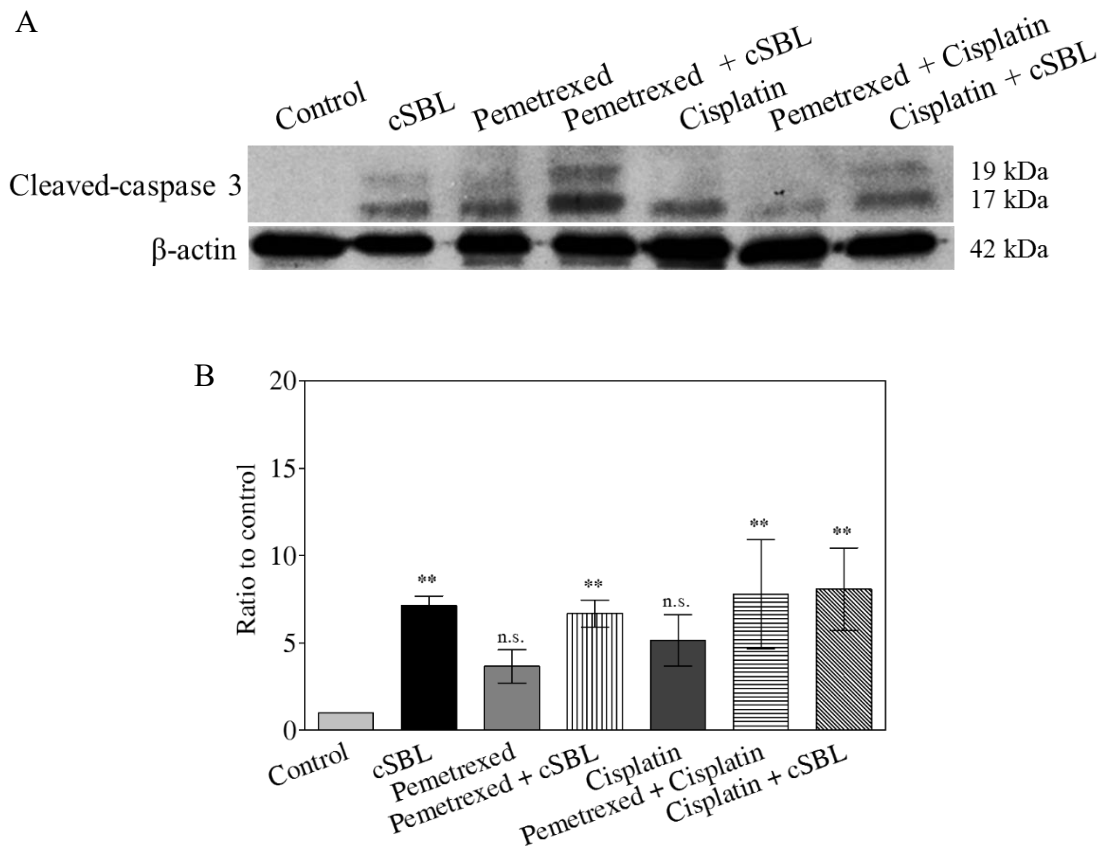 A
Control
cSBL
Pemetrexed
Pemetrexed + cSBL
Cisplatin
Pemetrexed + Cisplatin
Cisplatin + cSBL
Cleaved-caspase 3
19 kDa
17 kDa
β-actin
42 kDa
B
Ratio to control
20
15
10
5
0
**
n.s.
**
n.s.
**
**
Control
cSBL
Pemetrexed
Pemetrexed + cSBL
Cisplatin
Pemetrexed + Cisplatin
Cisplatin + cSBL